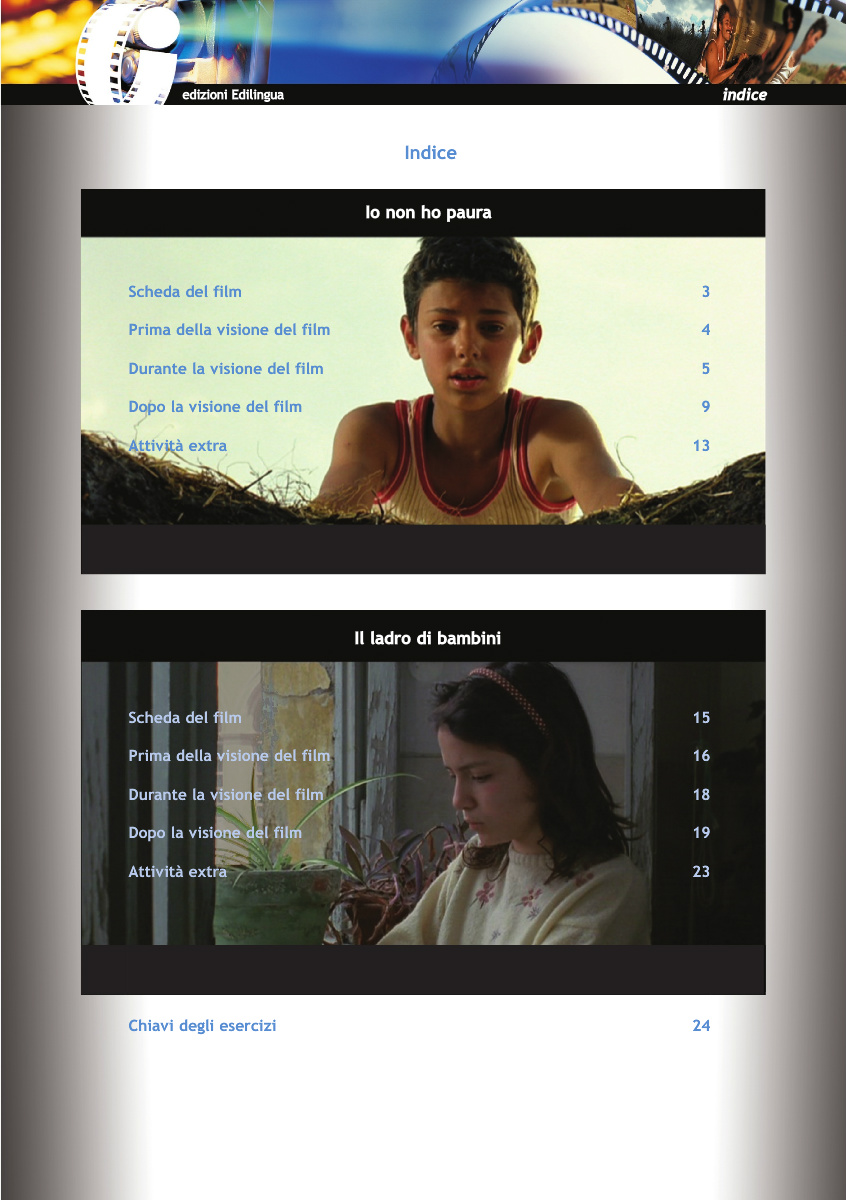 edizioni Edilingua
indice
Indice
Io non ho paura
Scheda del film 3
Prima della visione del film 4
Durante la visione del film 5
Dopo la visione del film 9
Attività extra 13
Il ladro di bambini
Scheda del film 15
Prima della visione del film 16
Durante la visione del film 18
Dopo la visione del film 19
Attività extra 23
Chiavi degli esercizi 24